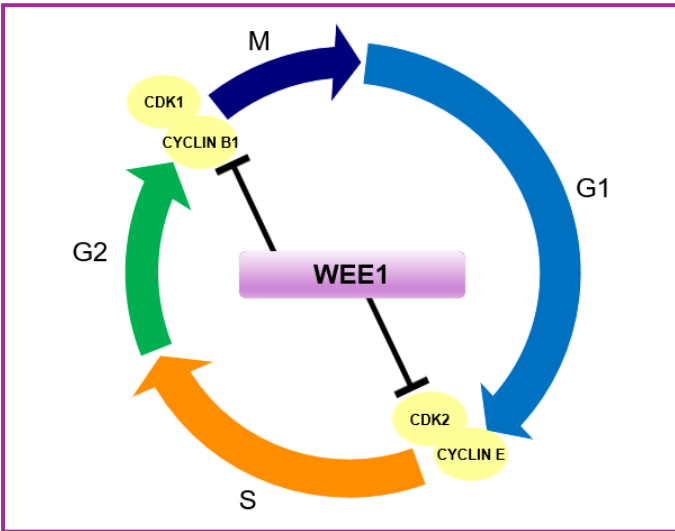 M
CDK1
CYCLIN B1
G1
G2
WEE1
CDK2
CYCLIN E
S